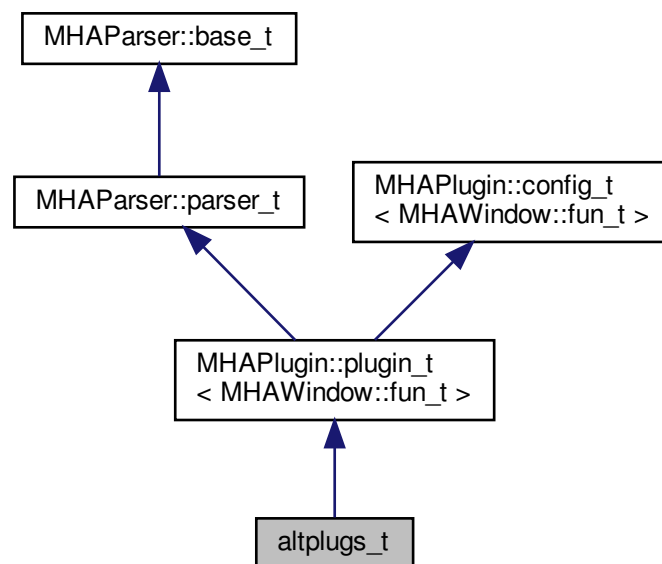 MHAParser::base_t
MHAParser::parser_t
MHAPlugin::config_t
< MHAWindow::fun_t >
MHAPlugin::plugin_t
< MHAWindow::fun_t >
altplugs_t